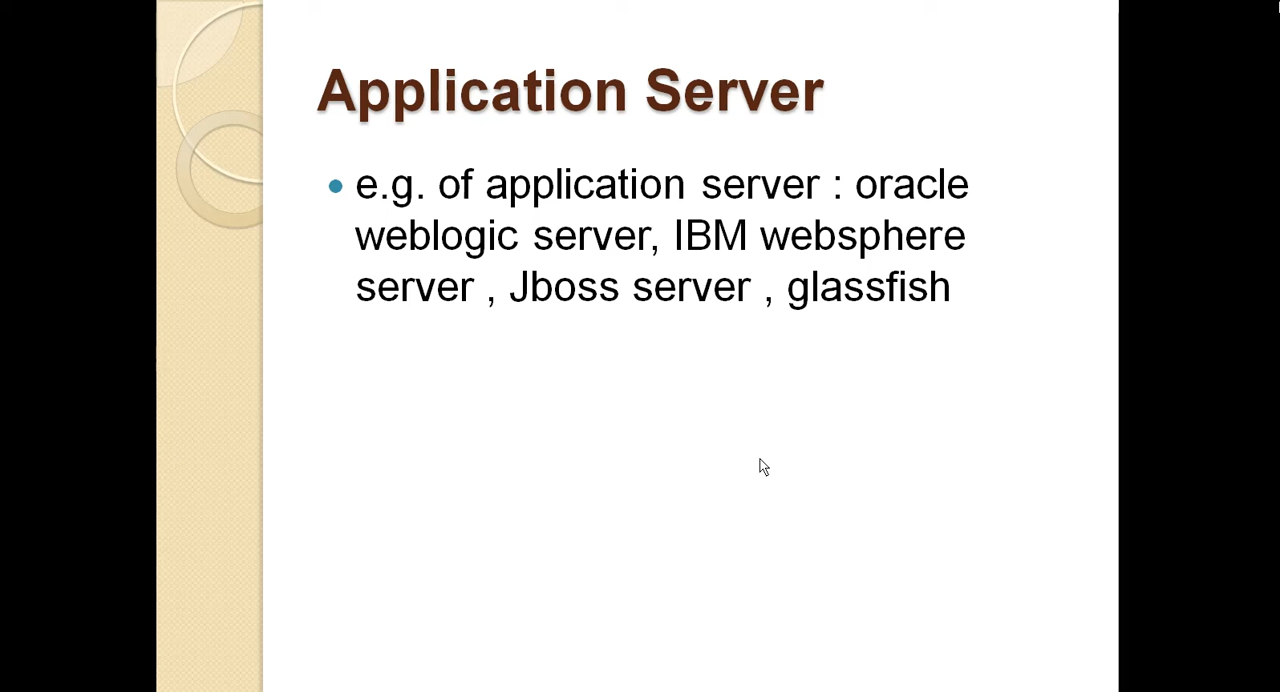 Application Server
e.g. of application server : oracle
weblogic server, IBM websphere
server , Jboss server , glassfish